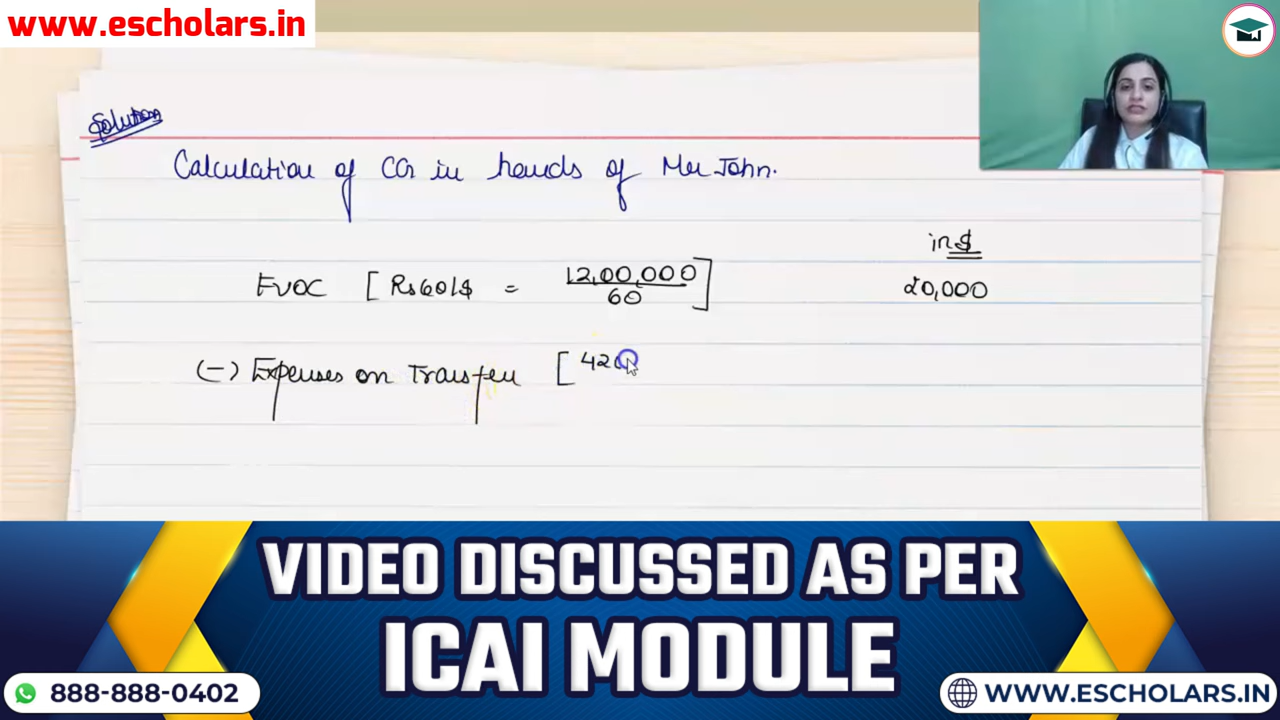 www.escholars.in
Solution
Calculation of CG in hands of Mr John.
in $
FVOC [ Rs60/$ = 12,00,000 / 60 ] 20,000
(-) Expenses on Transfer [ 420
VIDEO DISCUSSED AS PER
ICAI MODULE
888-888-0402
WWW.ESCHOLARS.IN